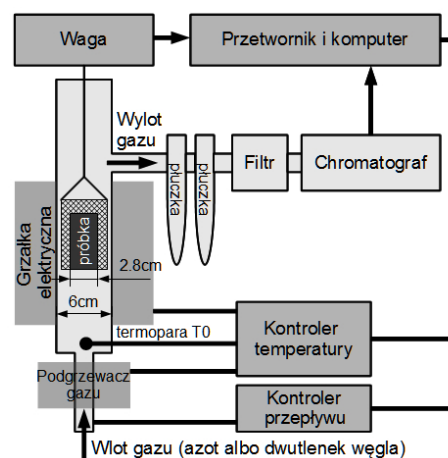 Waga
Przetwornik i komputer
Wylot
gazu
płuczka
płuczka
Filtr
Chromatograf
Grzałka
elektryczna
próbka
2.8cm
6cm
termopara T0
Kontroler
temperatury
Podgrzewacz
gazu
Kontroler
przepływu
Wlot gazu (azot albo dwutlenek węgla)